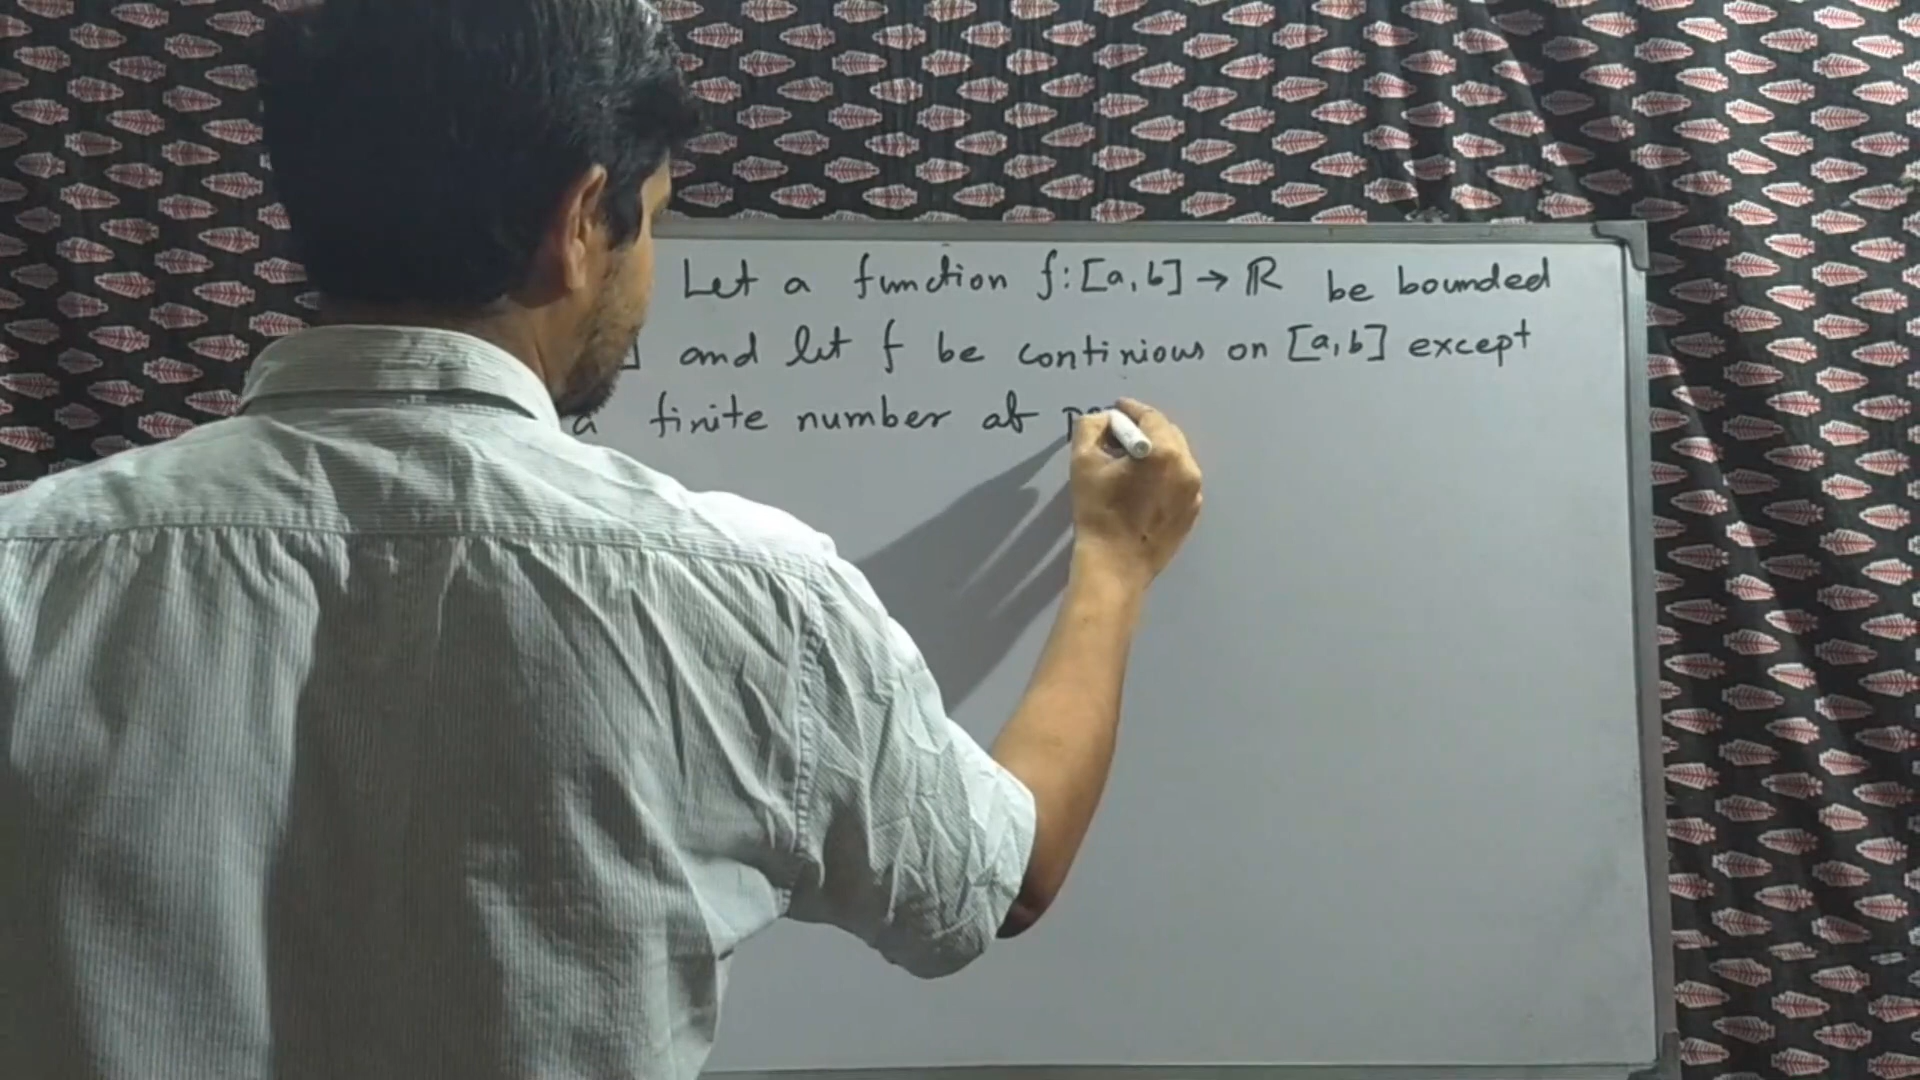 Let a function f:[a,b] → ℝ be bounded
] and let f be continious on [a,b] except
a finite number of